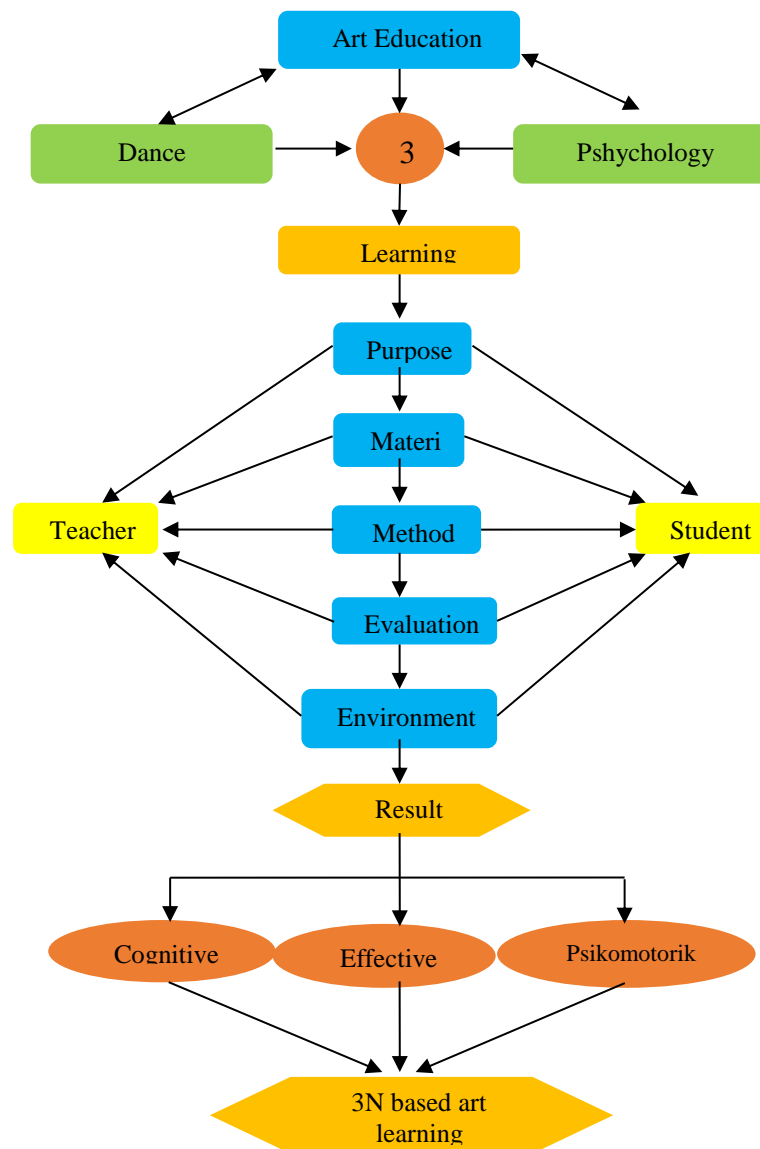 Art Education
Dance
3
Pshychology
Learning
Purpose
Materi
Teacher
Method
Student
Evaluation
Environment
Result
Cognitive
Effective
Psikomotorik
3N based art
learning